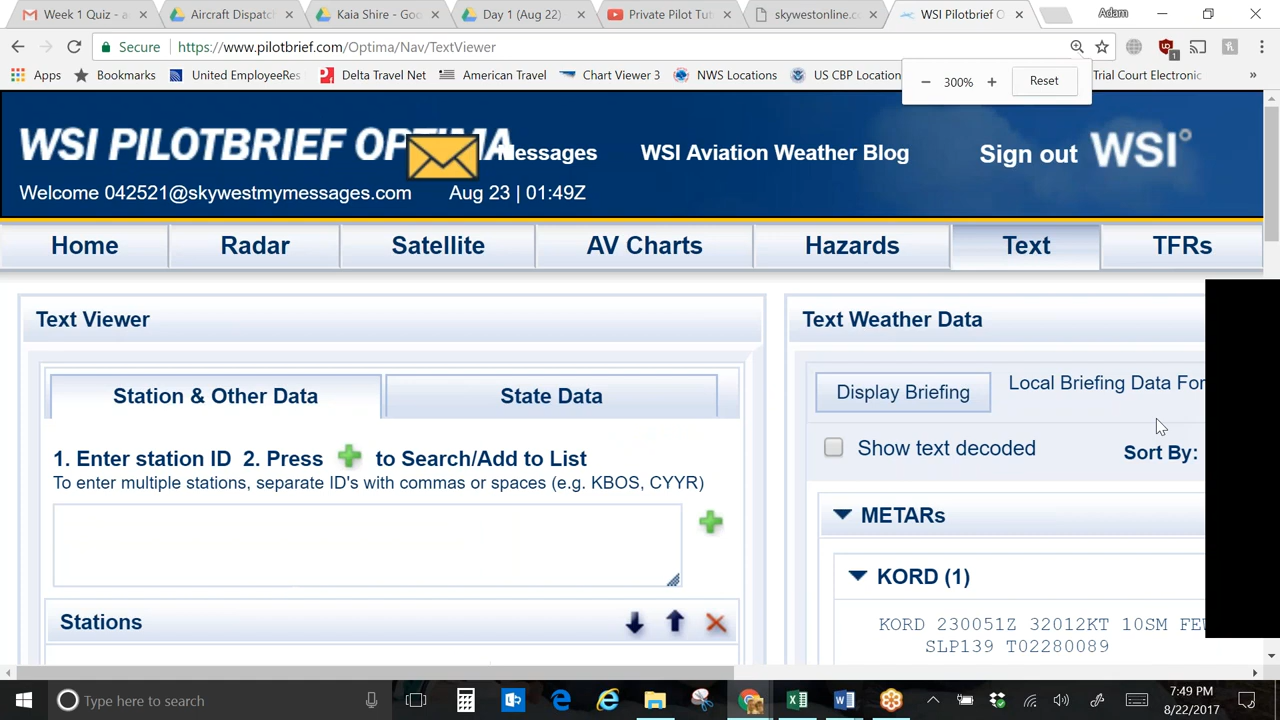 Week 1 Quiz - a
Aircraft Dispatch
Kaia Shire - Goo
Day 1 (Aug 22)
Private Pilot Tut
skywestonline.co
WSI Pilotbrief O
Adam
Secure
https://www.pilotbrief.com/Optima/Nav/TextViewer
Apps
Bookmarks
United EmployeeRes
Delta Travel Net
American Travel
Chart Viewer 3
NWS Locations
US CBP Location
Trial Court Electronic
»
− 300% + Reset
WSI PILOTBRIEF OPTIMA
Messages
WSI Aviation Weather Blog
Sign out
WSI
Welcome 042521@skywestmymessages.com
Aug 23 | 01:49Z
Home
Radar
Satellite
AV Charts
Hazards
Text
TFRs
Text Viewer
Station & Other Data
State Data
1. Enter station ID 2. Press to Search/Add to List
To enter multiple stations, separate ID's with commas or spaces (e.g. KBOS, CYYR)
Stations
Text Weather Data
Display Briefing
Local Briefing Data For
Show text decoded
Sort By:
METARs
KORD (1)
KORD 230051Z 32012KT 10SM FEW
SLP139 T02280089
Type here to search
7:49 PM
8/22/2017